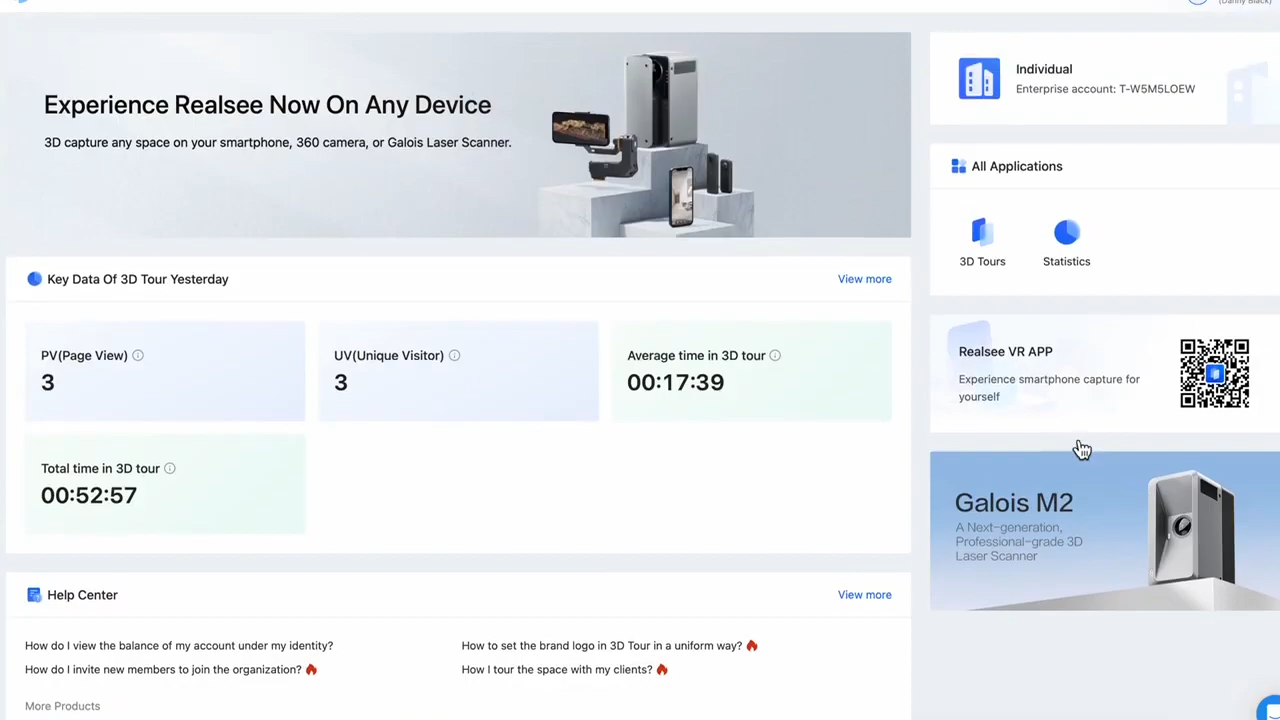 (Danny Black)
Experience Realsee Now On Any Device
3D capture any space on your smartphone, 360 camera, or Galois Laser Scanner.
Individual
Enterprise account: T-W5M5LOEW
All Applications
3D Tours
Statistics
Key Data Of 3D Tour Yesterday
View more
PV(Page View)
3
UV(Unique Visitor)
3
Average time in 3D tour
00:17:39
Total time in 3D tour
00:52:57
Realsee VR APP
Experience smartphone capture for
yourself
Galois M2
A Next-generation,
Professional-grade 3D
Laser Scanner
Help Center
View more
How do I view the balance of my account under my identity?
How to set the brand logo in 3D Tour in a uniform way?
How do I invite new members to join the organization?
How I tour the space with my clients?
More Products